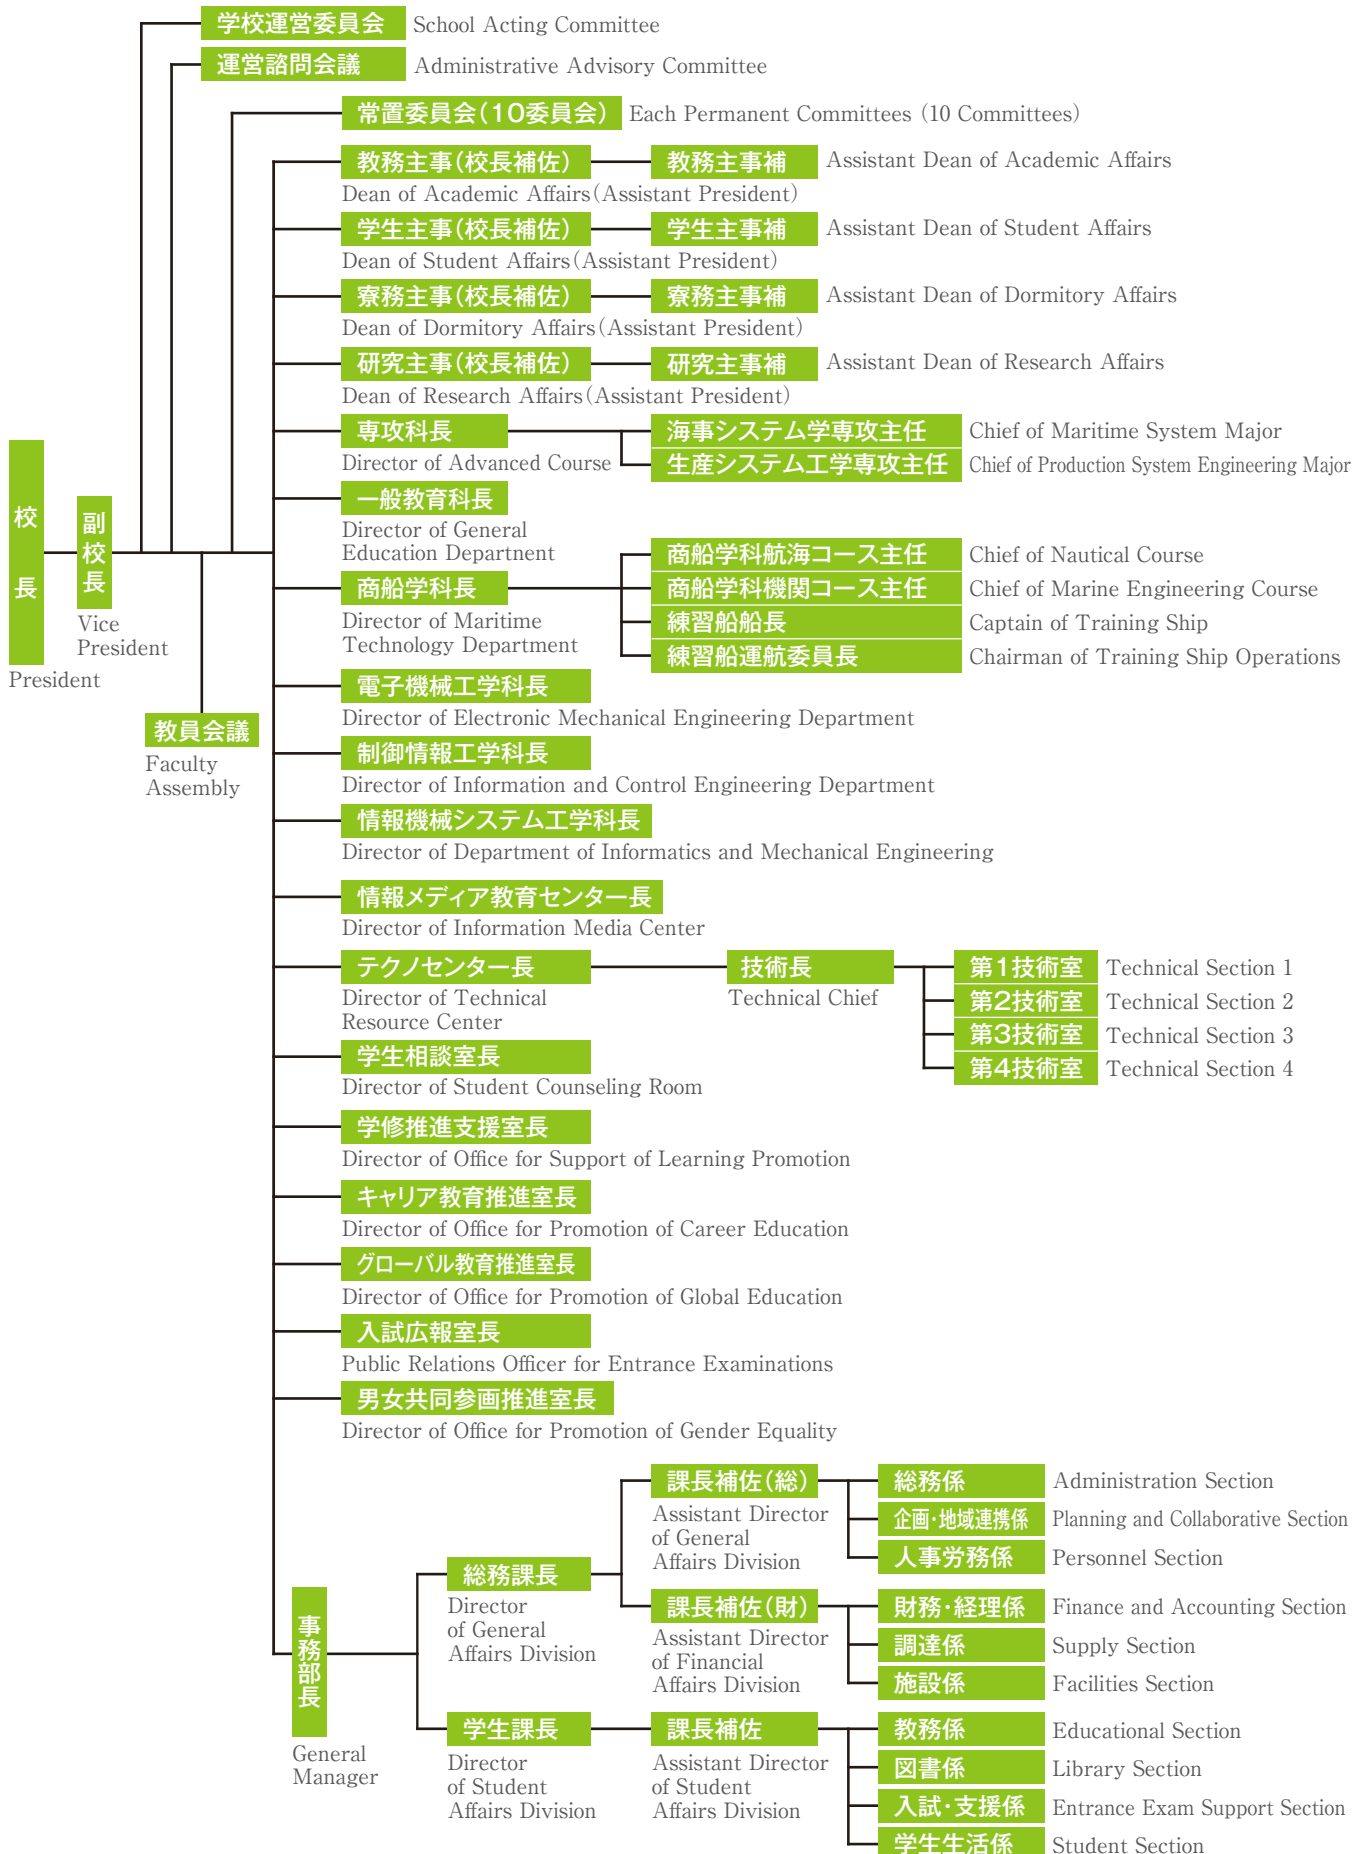 学校運営委員会 School Acting Committee
運営諮問会議 Administrative Advisory Committee
常置委員会（10委員会） Each Permanent Committees (10 Committees)
教務主事（校長補佐） 教務主事補 Assistant Dean of Academic Affairs
Dean of Academic Affairs（Assistant President）
学生主事（校長補佐） 学生主事補 Assistant Dean of Student Affairs
Dean of Student Affairs（Assistant President）
寮務主事（校長補佐） 寮務主事補 Assistant Dean of Dormitory Affairs
Dean of Dormitory Affairs（Assistant President）
研究主事（校長補佐） 研究主事補 Assistant Dean of Research Affairs
Dean of Research Affairs（Assistant President）
専攻科長 海事システム学専攻主任 Chief of Maritime System Major
Director of Advanced Course 生産システム工学専攻主任 Chief of Production System Engineering Major
校長
President
副校長
Vice
President
教員会議
Faculty
Assembly
一般教育科長
Director of General
Education Department
商船学科航海コース主任 Chief of Nautical Course
商船学科長 商船学科機関コース主任 Chief of Marine Engineering Course
Director of Maritime
Technology Department
練習船船長 Captain of Training Ship
練習船運航委員長 Chairman of Training Ship Operations
電子機械工学科長
Director of Electronic Mechanical Engineering Department
制御情報工学科長
Director of Information and Control Engineering Department
情報機械システム工学科長
Director of Department of Informatics and Mechanical Engineering
情報メディア教育センター長
Director of Information Media Center
テクノセンター長
Director of Technical
Resource Center
技術長
Technical Chief
第1技術室 Technical Section 1
第2技術室 Technical Section 2
第3技術室 Technical Section 3
第4技術室 Technical Section 4
学生相談室長
Director of Student Counseling Room
学修推進支援室長
Director of Office for Support of Learning Promotion
キャリア教育推進室長
Director of Office for Promotion of Career Education
グローバル教育推進室長
Director of Office for Promotion of Global Education
入試広報室長
Public Relations Officer for Entrance Examinations
男女共同参画推進室長
Director of Office for Promotion of Gender Equality
事務部長
General
Manager
総務課長
Director
of General
Affairs Division
課長補佐（総）
Assistant Director
of General
Affairs Division
総務係 Administration Section
企画・地域連携係 Planning and Collaborative Section
人事労務係 Personnel Section
課長補佐（財）
Assistant Director
of Financial
Affairs Division
財務・経理係 Finance and Accounting Section
調達係 Supply Section
施設係 Facilities Section
学生課長
Director
of Student
Affairs Division
課長補佐
Assistant Director
of Student
Affairs Division
教務係 Educational Section
図書係 Library Section
入試・支援係 Entrance Exam Support Section
学生生活係 Student Section